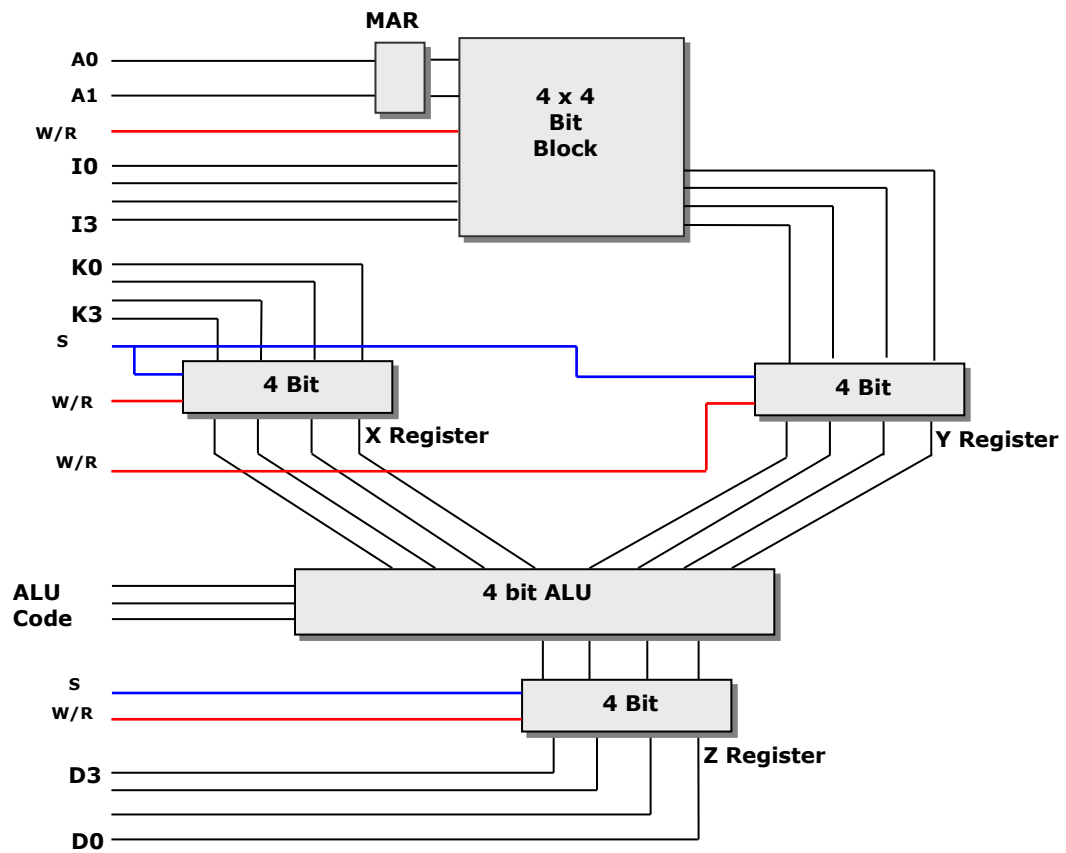 MAR
A0
A1
W/R
I0
I3
4 x 4
Bit
Block
K0
K3
S
W/R
4 Bit
X Register
4 Bit
Y Register
W/R
ALU
Code
4 bit ALU
S
W/R
4 Bit
Z Register
D3
D0